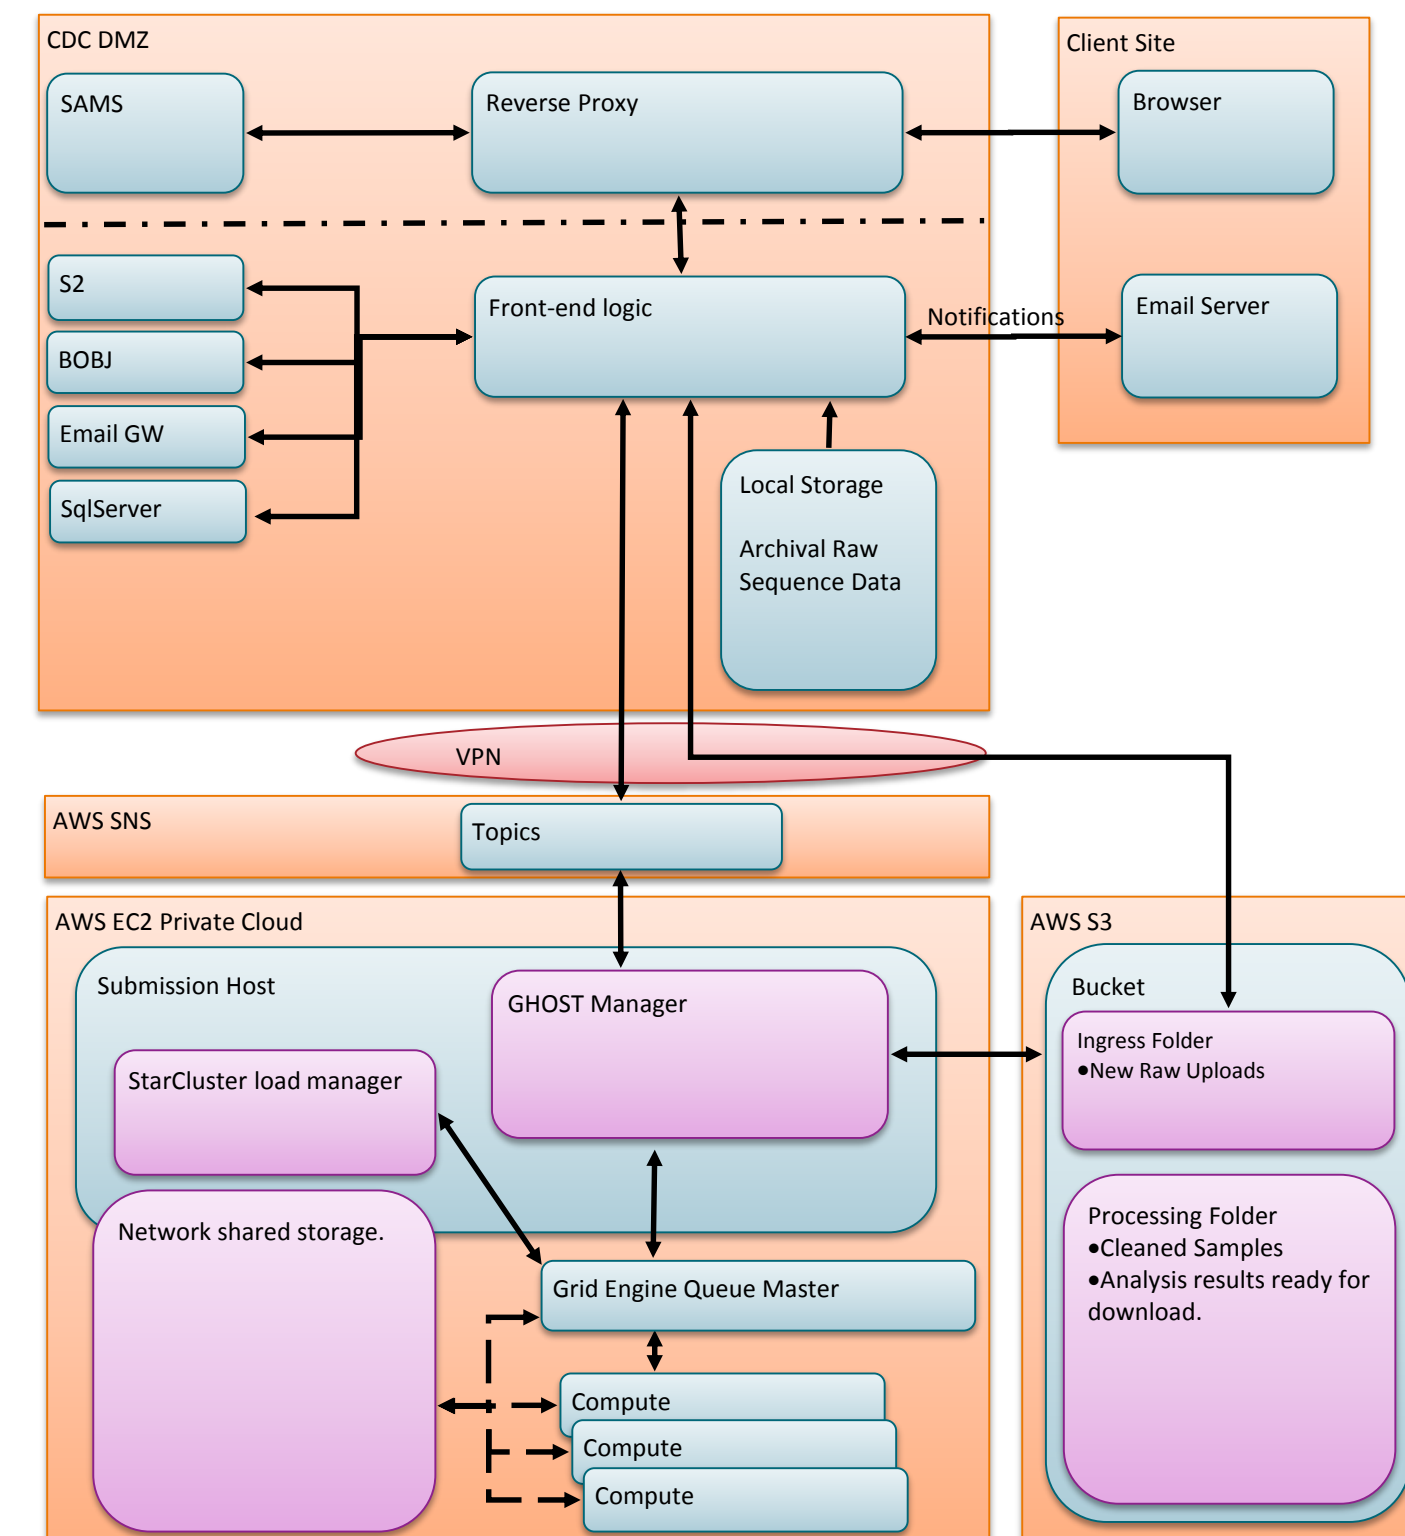 CDC DMZ
Client Site
SAMS
Reverse Proxy
Browser
S2
Front-end logic
Notifications
Email Server
BOBJ
Email GW
SqlServer
Local Storage
Archival Raw
Sequence Data
VPN
AWS SNS
Topics
AWS EC2 Private Cloud
AWS S3
Submission Host
GHOST Manager
Bucket
Ingress Folder
•New Raw Uploads
StarCluster load manager
Network shared storage.
Processing Folder
•Cleaned Samples
•Analysis results ready for
download.
Grid Engine Queue Master
Compute
Compute
Compute